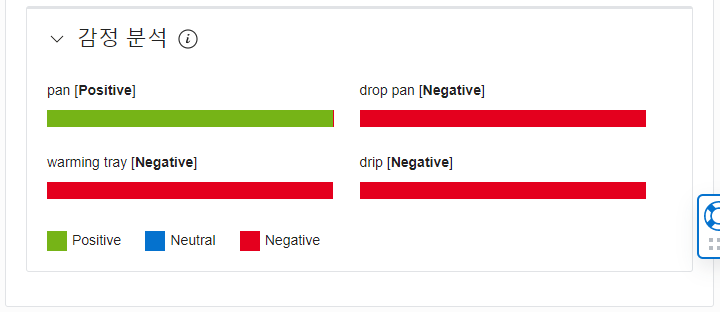 감정 분석
pan [Positive]
drop pan [Negative]
warming tray [Negative]
drip [Negative]
Positive
Neutral
Negative